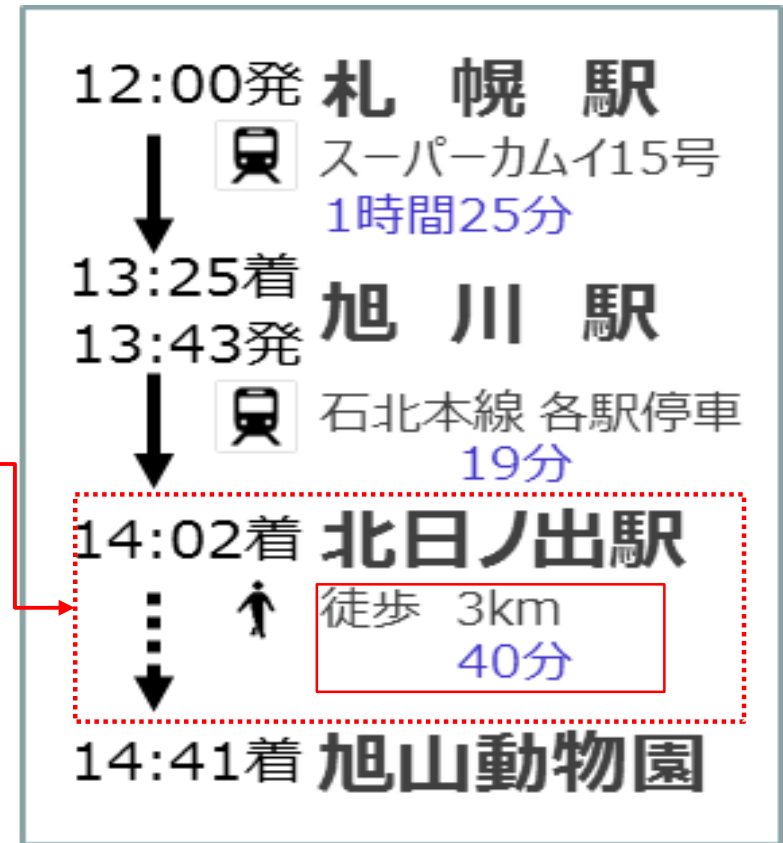 12:00発 札幌駅
スーパーカムイ15号
1時間25分
13:25着
旭川駅
13:43発
石北本線 各駅停車
19分
14:02着 北日ノ出駅
徒歩 3km
40分
14:41着 旭山動物園